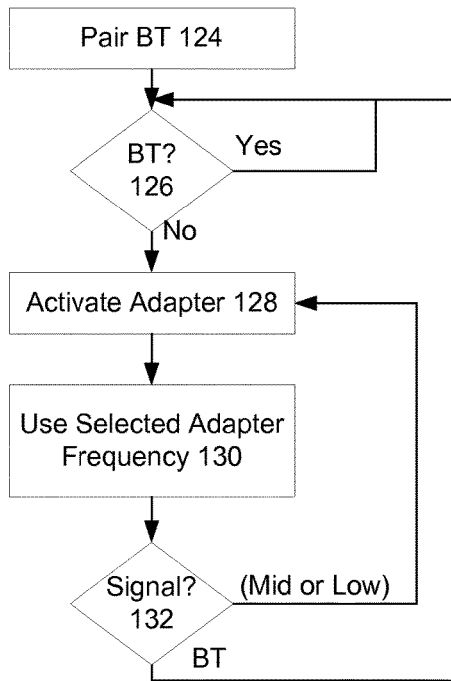 Pair BT 124
BT?
126
Yes
No
Activate Adapter 128
Use Selected Adapter
Frequency 130
Signal?
132
(Mid or Low)
BT